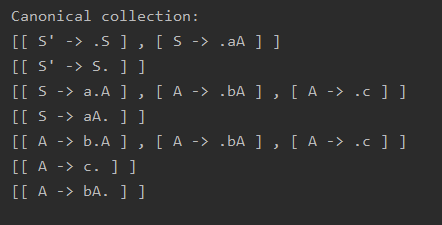 Canonical collection:
[[ S' -> .S ] , [ S -> .aA ] ]
[[ S' -> S. ] ]
[[ S -> a.A ] , [ A -> .bA ] , [ A -> .c ] ]
[[ S -> aA. ] ]
[[ A -> b.A ] , [ A -> .bA ] , [ A -> .c ] ]
[[ A -> c. ] ]
[[ A -> bA. ] ]